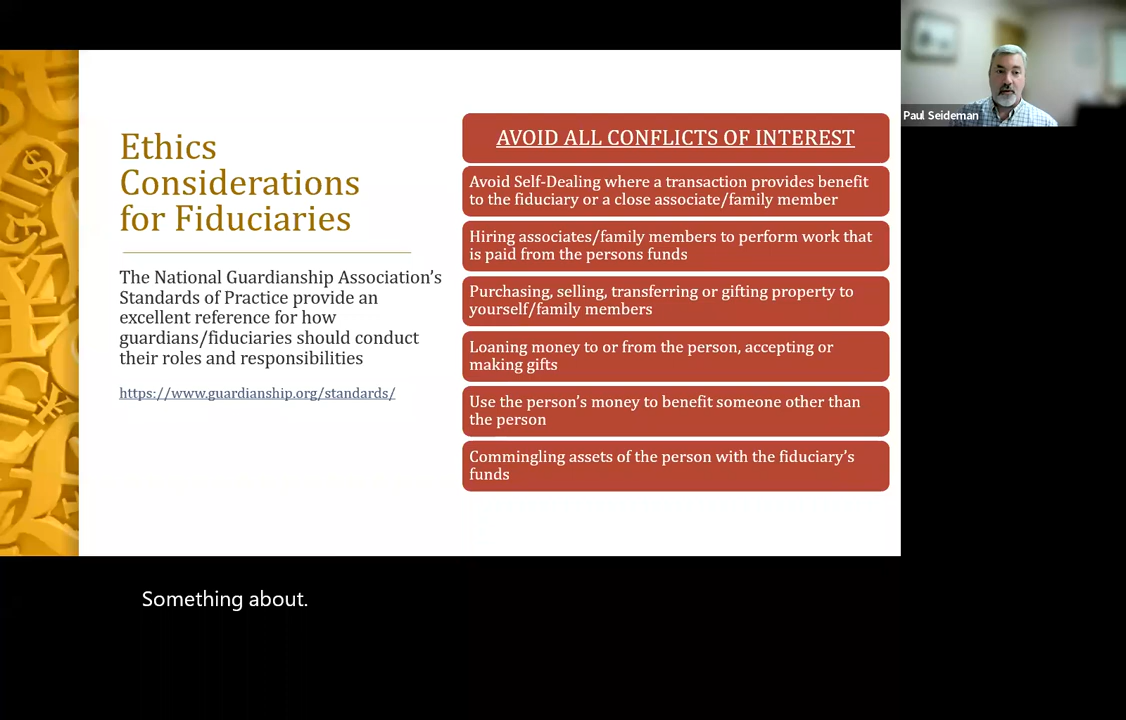 Ethics
Considerations
for Fiduciaries
The National Guardianship Association's
Standards of Practice provide an
excellent reference for how
guardians/fiduciaries should conduct
their roles and responsibilities
https://www.guardianship.org/standards/
AVOID ALL CONFLICTS OF INTEREST
Avoid Self-Dealing where a transaction provides benefit
to the fiduciary or a close associate/family member
Hiring associates/family members to perform work that
is paid from the persons funds
Purchasing, selling, transferring or gifting property to
yourself/family members
Loaning money to or from the person, accepting or
making gifts
Use the person's money to benefit someone other than
the person
Commingling assets of the person with the fiduciary's
funds
Paul Seideman
Something about.